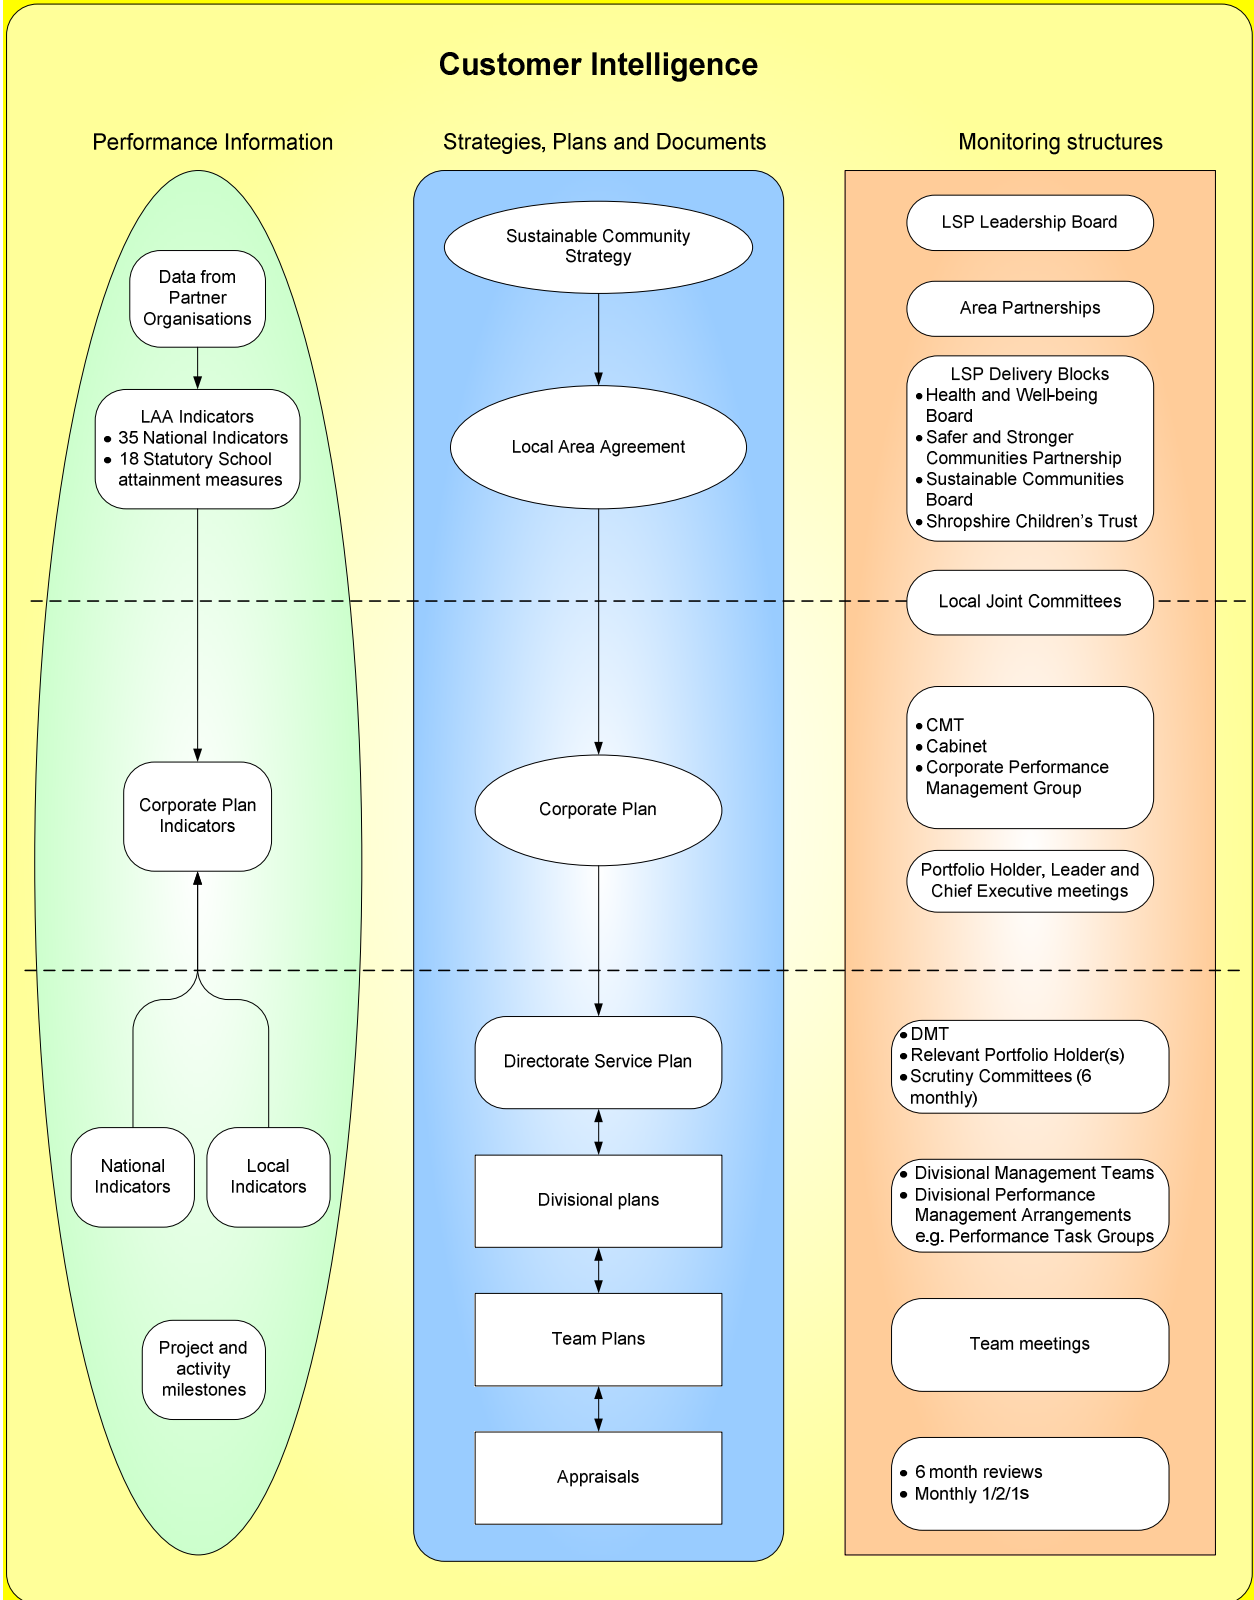 Customer Intelligence
Performance Information
Data from
Partner
Organisations
LAA Indicators
• 35 National Indicators
• 18 Statutory School
attainment measures
Corporate Plan
Indicators
National
Indicators
Local
Indicators
Project and
activity
milestones
Strategies, Plans and Documents
Sustainable Community
Strategy
Local Area Agreement
Corporate Plan
Directorate Service Plan
Divisional plans
Team Plans
Appraisals
Monitoring structures
LSP Leadership Board
Area Partnerships
LSP Delivery Blocks
• Health and Well-being
Board
• Safer and Stronger
Communities Partnership
• Sustainable Communities
Board
• Shropshire Children's Trust
Local Joint Committees
• CMT
• Cabinet
• Corporate Performance
Management Group
Portfolio Holder, Leader and
Chief Executive meetings
• DMT
• Relevant Portfolio Holder(s)
• Scrutiny Committees (6
monthly)
• Divisional Management Teams
• Divisional Performance
Management Arrangements
e.g. Performance Task Groups
Team meetings
• 6 month reviews
• Monthly 1/2/1s